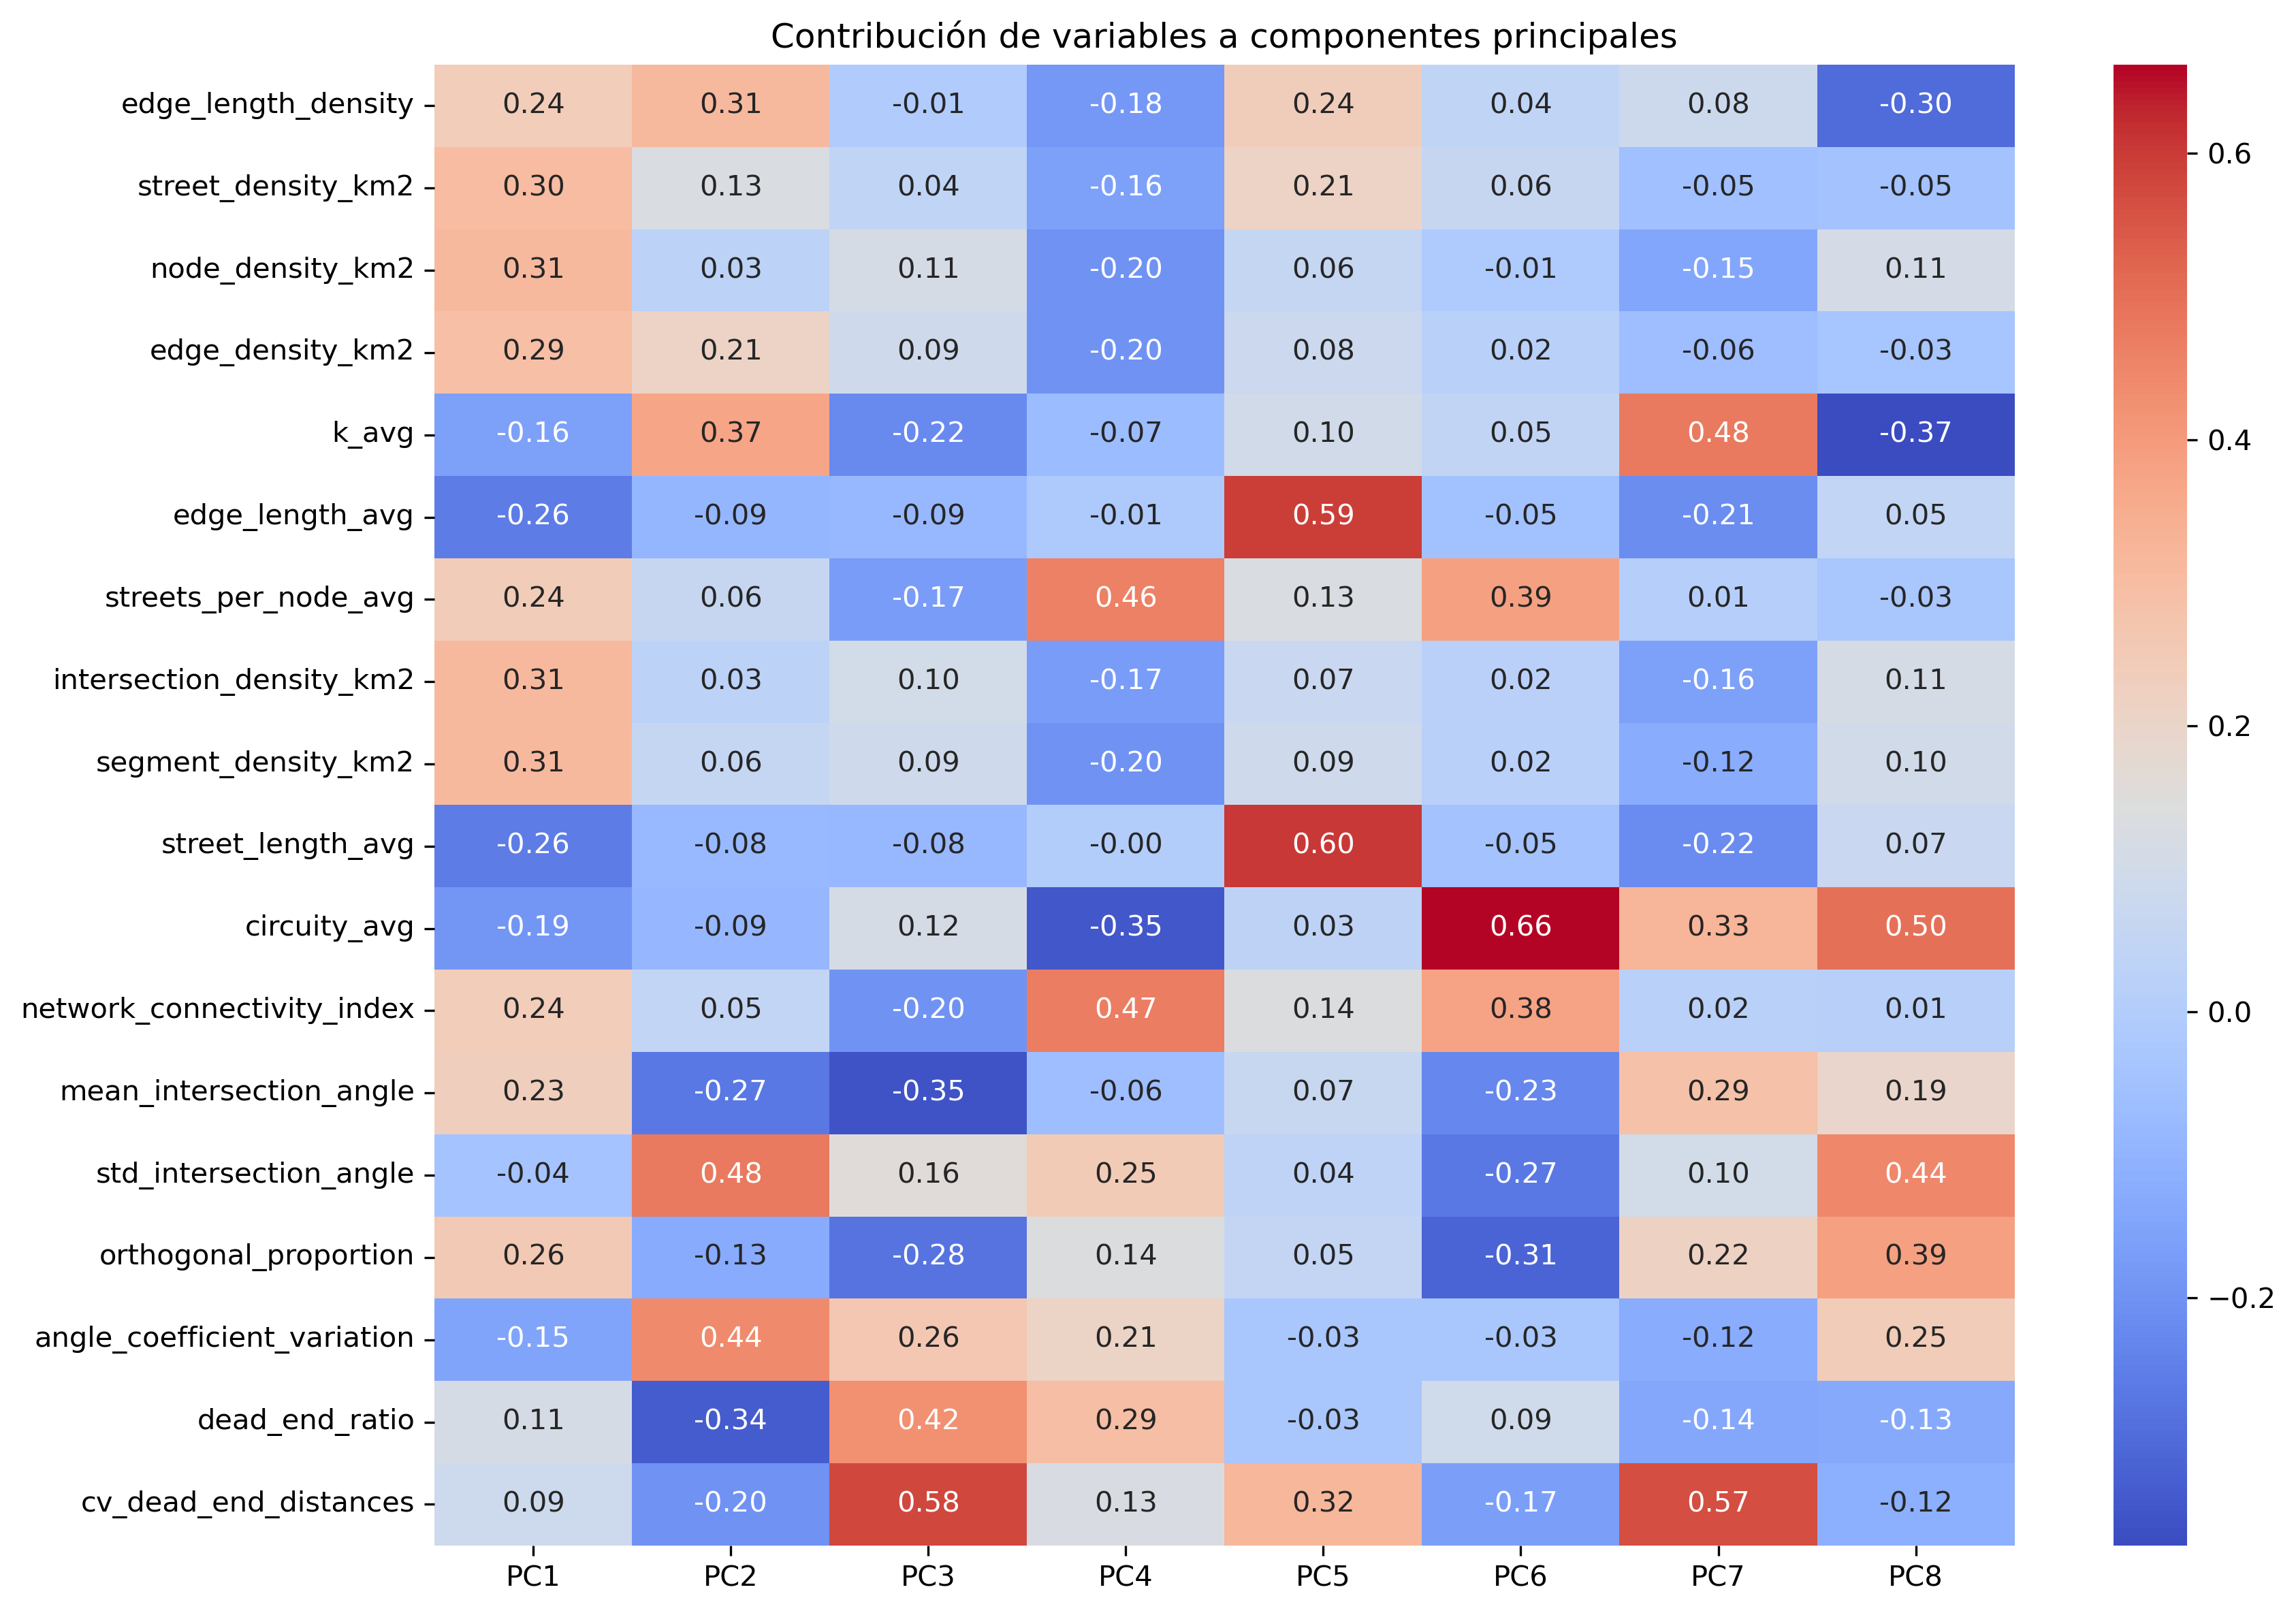 Contribución de variables a componentes principales
edge_length_density 0.24 0.31 -0.01 -0.18 0.24 0.04 0.08 -0.30
street_density_km2 0.30 0.13 0.04 -0.16 0.21 0.06 -0.05 -0.05
node_density_km2 0.31 0.03 0.11 -0.20 0.06 -0.01 -0.15 0.11
edge_density_km2 0.29 0.21 0.09 -0.20 0.08 0.02 -0.06 -0.03
k_avg -0.16 0.37 -0.22 -0.07 0.10 0.05 0.48 -0.37
edge_length_avg -0.26 -0.09 -0.09 -0.01 0.59 -0.05 -0.21 0.05
streets_per_node_avg 0.24 0.06 -0.17 0.46 0.13 0.39 0.01 -0.03
intersection_density_km2 0.31 0.03 0.10 -0.17 0.07 0.02 -0.16 0.11
segment_density_km2 0.31 0.06 0.09 -0.20 0.09 0.02 -0.12 0.10
street_length_avg -0.26 -0.08 -0.08 -0.00 0.60 -0.05 -0.22 0.07
circuity_avg -0.19 -0.09 0.12 -0.35 0.03 0.66 0.33 0.50
network_connectivity_index 0.24 0.05 -0.20 0.47 0.14 0.38 0.02 0.01
mean_intersection_angle 0.23 -0.27 -0.35 -0.06 0.07 -0.23 0.29 0.19
std_intersection_angle -0.04 0.48 0.16 0.25 0.04 -0.27 0.10 0.44
orthogonal_proportion 0.26 -0.13 -0.28 0.14 0.05 -0.31 0.22 0.39
angle_coefficient_variation -0.15 0.44 0.26 0.21 -0.03 -0.03 -0.12 0.25
dead_end_ratio 0.11 -0.34 0.42 0.29 -0.03 0.09 -0.14 -0.13
cv_dead_end_distances 0.09 -0.20 0.58 0.13 0.32 -0.17 0.57 -0.12
PC1 PC2 PC3 PC4 PC5 PC6 PC7 PC8
0.6
0.4
0.2
0.0
−0.2